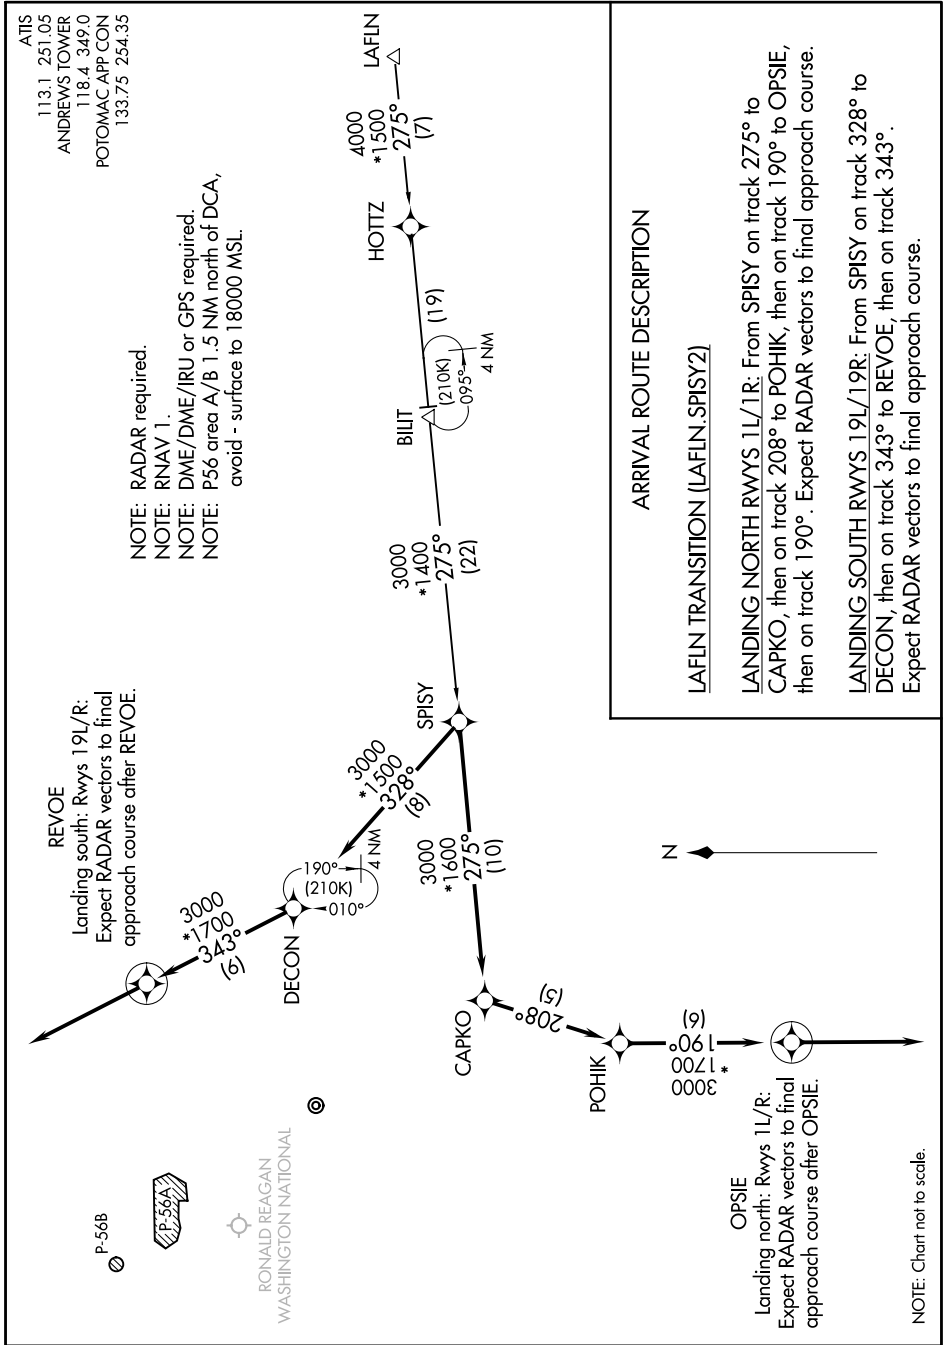 ATIS
113.1 251.05
ANDREWS TOWER
118.4 349.0
POTOMAC APP CON
133.75 254.35
NOTE: RADAR required.
NOTE: RNAV 1.
NOTE: DME/DME/IRU or GPS required.
NOTE: P56 area A/B 1.5 NM north of DCA,
avoid - surface to 18000 MSL.
REVOE
Landing south: Rwys 19L/R:
Expect RADAR vectors to final
approach course after REVOE.
3000
*1700
343°
(6)
DECON
190°
(210K)
010°
4 NM
3000
*1500
328°
(8)
SPISY
3000
*1400
275°
(22)
BILIT
(210K)
095°
4 NM
(19)
HOTTZ
4000
*1500
275°
(7)
LAFLN
3000
*1600
275°
(10)
CAPKO
208°
(5)
POHIK
3000
*1700
190°
(6)
OPSIE
Landing north: Rwys 1L/R:
Expect RADAR vectors to final
approach course after OPSIE.
P-56B
P-56A
RONALD REAGAN
WASHINGTON NATIONAL
N
NOTE: Chart not to scale.
ARRIVAL ROUTE DESCRIPTION
LAFLN TRANSITION (LAFLN.SPISY2)
LANDING NORTH RWYS 1L/1R: From SPISY on track 275° to
CAPKO, then on track 208° to POHIK, then on track 190° to OPSIE,
then on track 190°. Expect RADAR vectors to final approach course.
LANDING SOUTH RWYS 19L/19R: From SPISY on track 328° to
DECON, then on track 343° to REVOE, then on track 343°.
Expect RADAR vectors to final approach course.